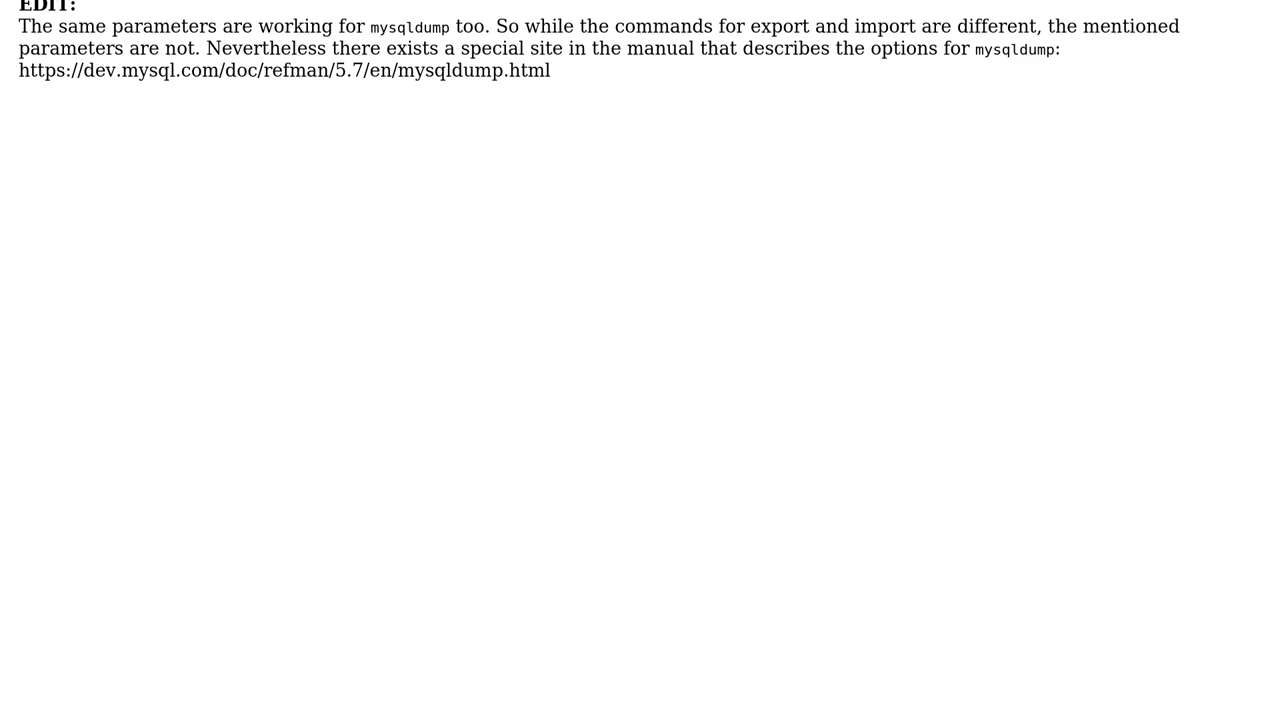 EDIT:
The same parameters are working for mysqldump too. So while the commands for export and import are different, the mentioned
parameters are not. Nevertheless there exists a special site in the manual that describes the options for mysqldump:
https://dev.mysql.com/doc/refman/5.7/en/mysqldump.html